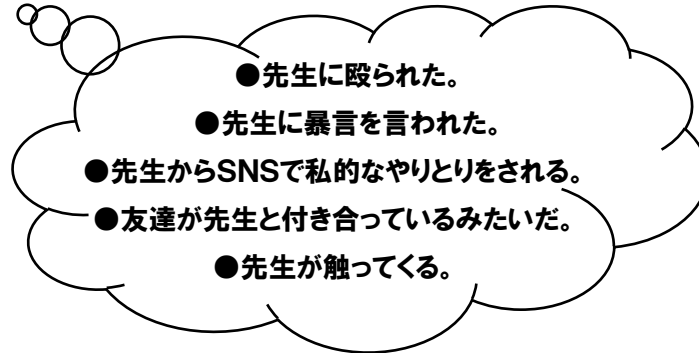 ●先生に殴られた。
●先生に暴言を言われた。
●先生からSNSで私的なやりとりをされる。
●友達が先生と付き合っているみたいだ。
●先生が触ってくる。